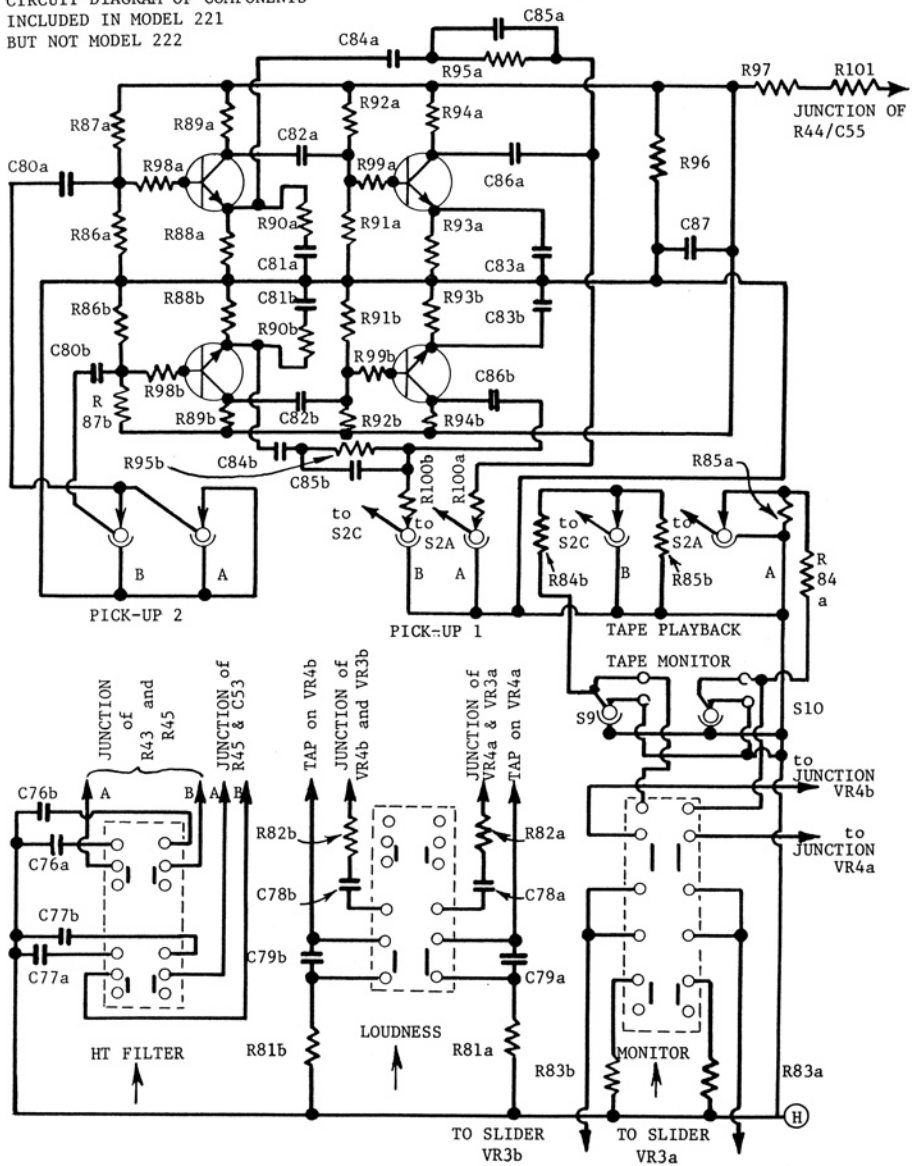 CIRCUIT DIAGRAM OF COMPONENTS
INCLUDED IN MODEL 221
BUT NOT MODEL 222
C85a
C84a
R95a
R97
R101
JUNCTION OF
R44/C55
R87a
R89a
R92a
R94a
C82a
C80a
R98a
R99a
C86a
R96
R86a
R88a
R90a
R91a
R93a
C87
C81a
C83a
R86b
R88b
C81b
R91b
R93b
C83b
R90b
C80b
R98b
R99b
C86b
R
87b
R89b
C82b
R92b
R94b
R95b
C84b
C85b
R100b
R100a
R85a
to
S2C
to
S2A
to
S2C
to
S2A
R84b
R85b
R
84
a
B
A
B
A
B
A
PICK-UP 2
PICK-UP 1
TAPE PLAYBACK
TAPE MONITOR
S9
S10
JUNCTION
of
R43 and
R45
JUNCTION of
R45 & C53
TAP on VR4b
JUNCTION of
VR4b and VR3b
JUNCTION of
VR4a & VR3a
TAP on VR4a
to
JUNCTION
VR4b
to
JUNCTION
VR4a
A
B
A
B
C76b
C76a
C77b
C77a
R82b
R82a
C78b
C78a
C79b
C79a
R81b
R81a
LOUDNESS
HT FILTER
R83b
MONITOR
R83a
H
TO SLIDER
VR3b
TO SLIDER
VR3a